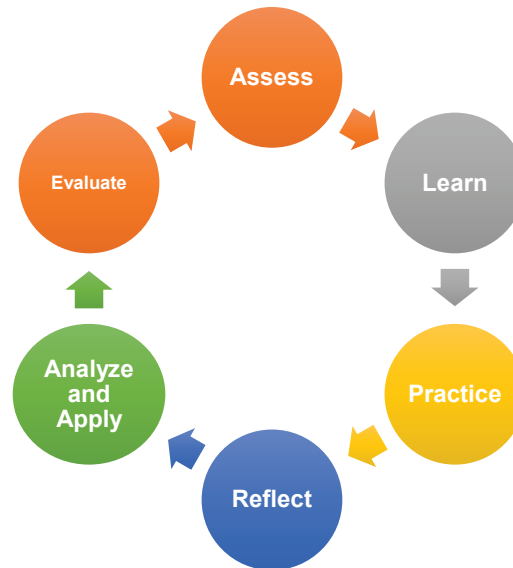 Assess
Learn
Practice
Reflect
Analyze
and
Apply
Evaluate